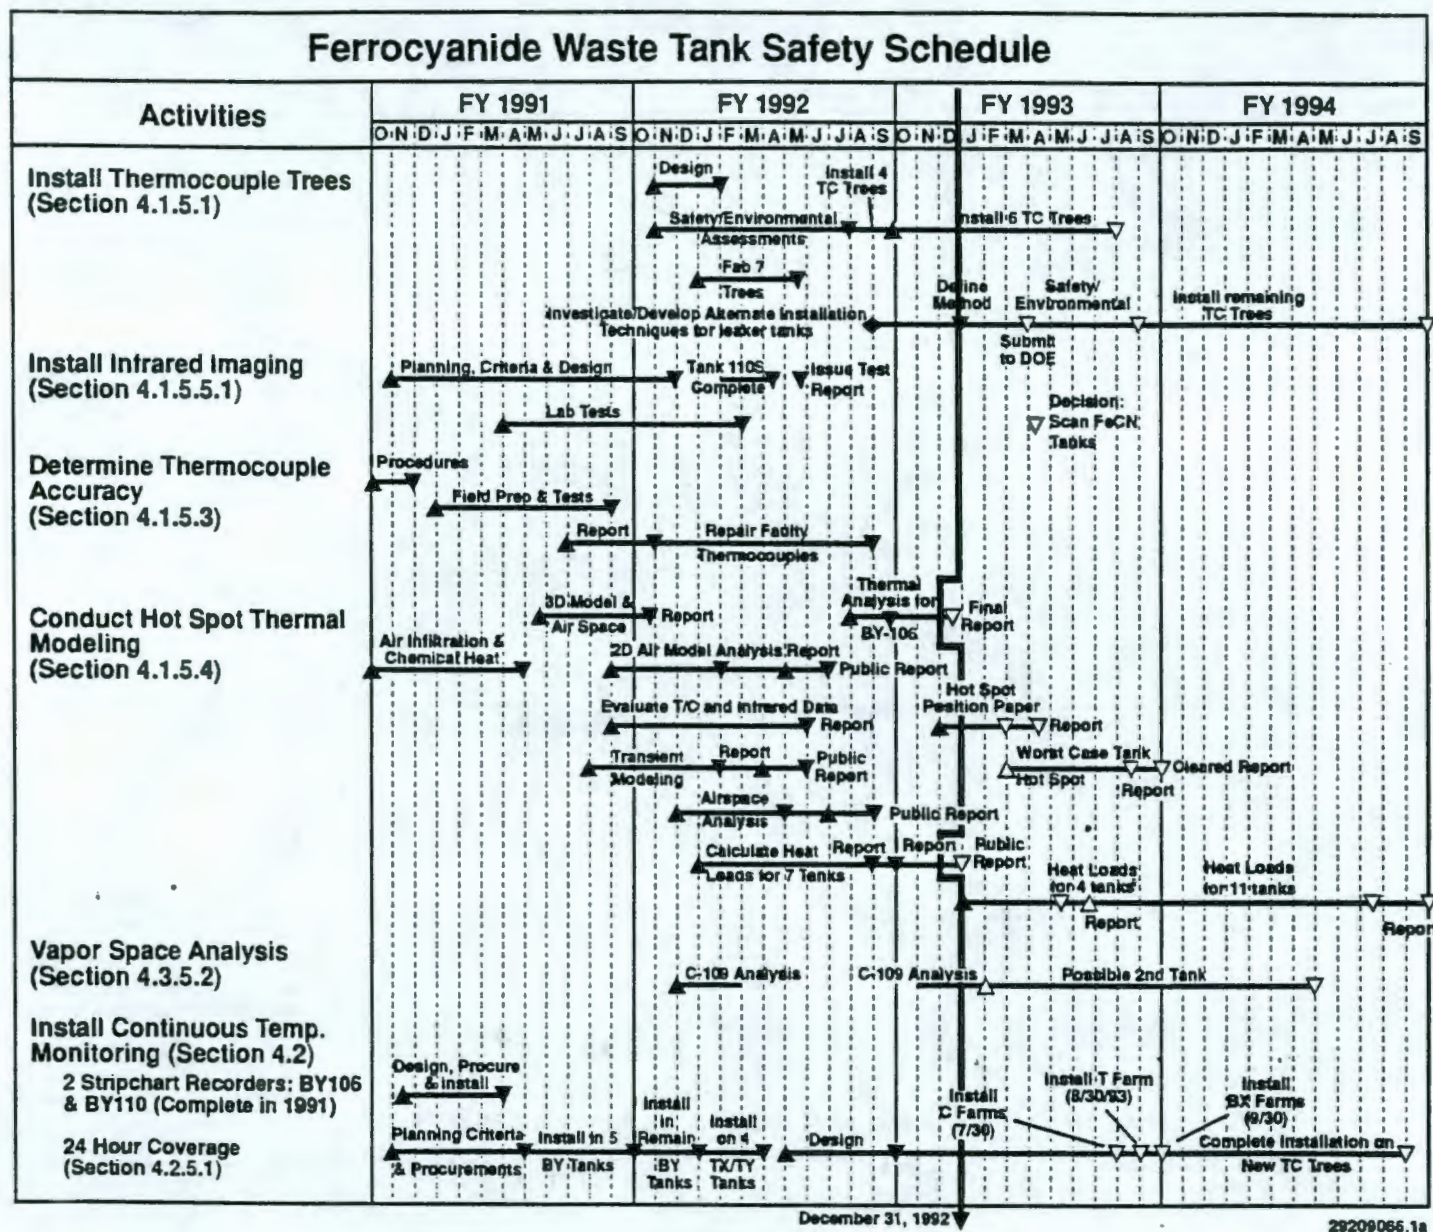 Ferrocyanide Waste Tank Safety Schedule
Activities
FY 1991
FY 1992
FY 1993
FY 1994
O N D J F M A M J J A S O N D J F M A M J J A S O N D J F M A M J J A S O N D J F M A M J J A S
Install Thermocouple Trees
(Section 4.1.5.1)
Design
Install 4
TC Trees
Safety/Environmental
Assessments
Install 6 TC Trees
Fab 7
Trees
Investigate/Develop Alternate Installation
Techniques for leaker tanks
Define
Method
Safety/
Environmental
Submit
to DOE
Install remaining
TC Trees
Install Infrared Imaging
(Section 4.1.5.5.1)
Planning, Criteria & Design
Tank 110S
Complete
Issue Test
Report
Lab Tests
Decision:
Scan FeCN
Tanks
Determine Thermocouple
Accuracy
(Section 4.1.5.3)
Procedures
Field Prep & Tests
Report
Repair Faulty
Thermocouples
Conduct Hot Spot Thermal
Modeling
(Section 4.1.5.4)
3D Model &
Air Space
Report
Thermal
Analysis for
BY-106
Final
Report
Air Infiltration &
Chemical Heat
2D Air Model Analysis Report
Public Report
Hot Spot
Position Paper
Report
Evaluate T/C and Infrared Data
Report
Transient
Modeling
Report
Public
Report
Worst Case Tank
Hot Spot
Report
Cleared Report
Airspace
Analysis
Public Report
Calculate Heat
Loads for 7 Tanks
Report
Report
Public
Report
Heat Loads
for 4 tanks
Report
Heat Loads
for 11 tanks
Report
Vapor Space Analysis
(Section 4.3.5.2)
C-109 Analysis
C-109 Analysis
Possible 2nd Tank
Install Continuous Temp.
Monitoring (Section 4.2)
2 Stripchart Recorders: BY106
& BY110 (Complete in 1991)
Design, Procure
& Install
24 Hour Coverage
(Section 4.2.5.1)
Planning Criteria
& Procurements
Install in 5
BY Tanks
Install
in
Remain
BY
Tanks
Install
on 4
TX/TY
Tanks
Design
Install
C Farms
(7/30)
Install T Farm
(8/30/93)
Install
BX Farms
(9/30)
Complete Installation on
New TC Trees
December 31, 1992
29209066.1a